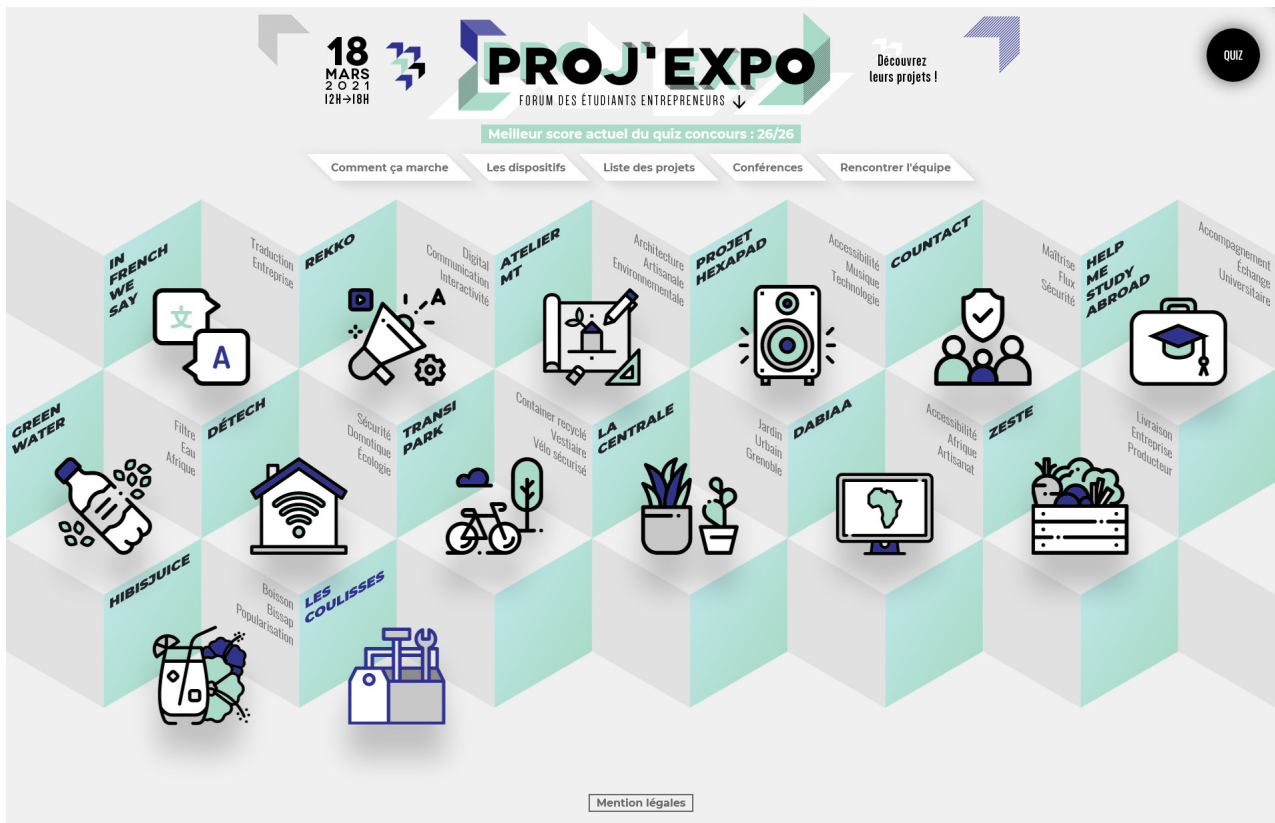 18
MARS
2021
12H→18H
PROJ'EXPO
FORUM DES ÉTUDIANTS ENTREPRENEURS ↓
Découvrez
leurs projets !
QUIZ
Meilleur score actuel du quiz concours : 26/26
Comment ça marche
Les dispositifs
Liste des projets
Conférences
Rencontrer l'équipe
IN
FRENCH
WE
SAY
Traduction
Entreprise
文
A
REKKO
Digital
Communication
Interactivité
A
ATELIER
MT
Architecture
Artisanale
Environnementale
PROJET
HEXAPAD
Accessibilité
Musique
Technologie
COUNTACT
Maîtrise
Flux
Sécurité
HELP
ME
STUDY
ABROAD
Accompagnement
Échange
Universitaire
GREEN
WATER
Filtre
Eau
Afrique
DÉTECH
Sécurité
Domotique
Écologie
TRANSI
PARK
Container recyclé
Vestiaire
Vélo sécurisé
LA
CENTRALE
Jardin
Urbain
Grenoble
DABIAA
Accessibilité
Afrique
Artisanat
ZESTE
Livraison
Entreprise
Producteur
HIBISJUICE
Boisson
Bissap
Popularisation
LES
COULISSES
Mention légales